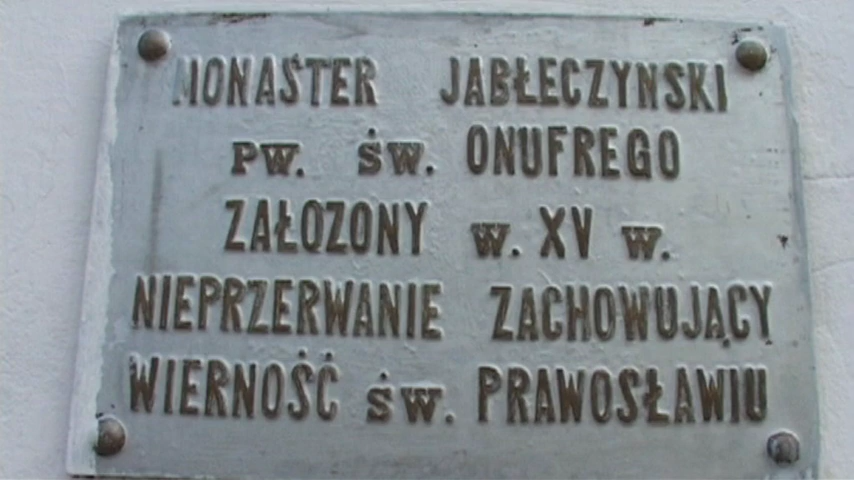 MONASTER JABŁECZYNSKI
PW. ŚW. ONUFREGO
ZAŁOZONY W. XV W.
NIEPRZERWANIE ZACHOWUJĄCY
WIERNOŚĆ ŚW. PRAWOSŁAWIU